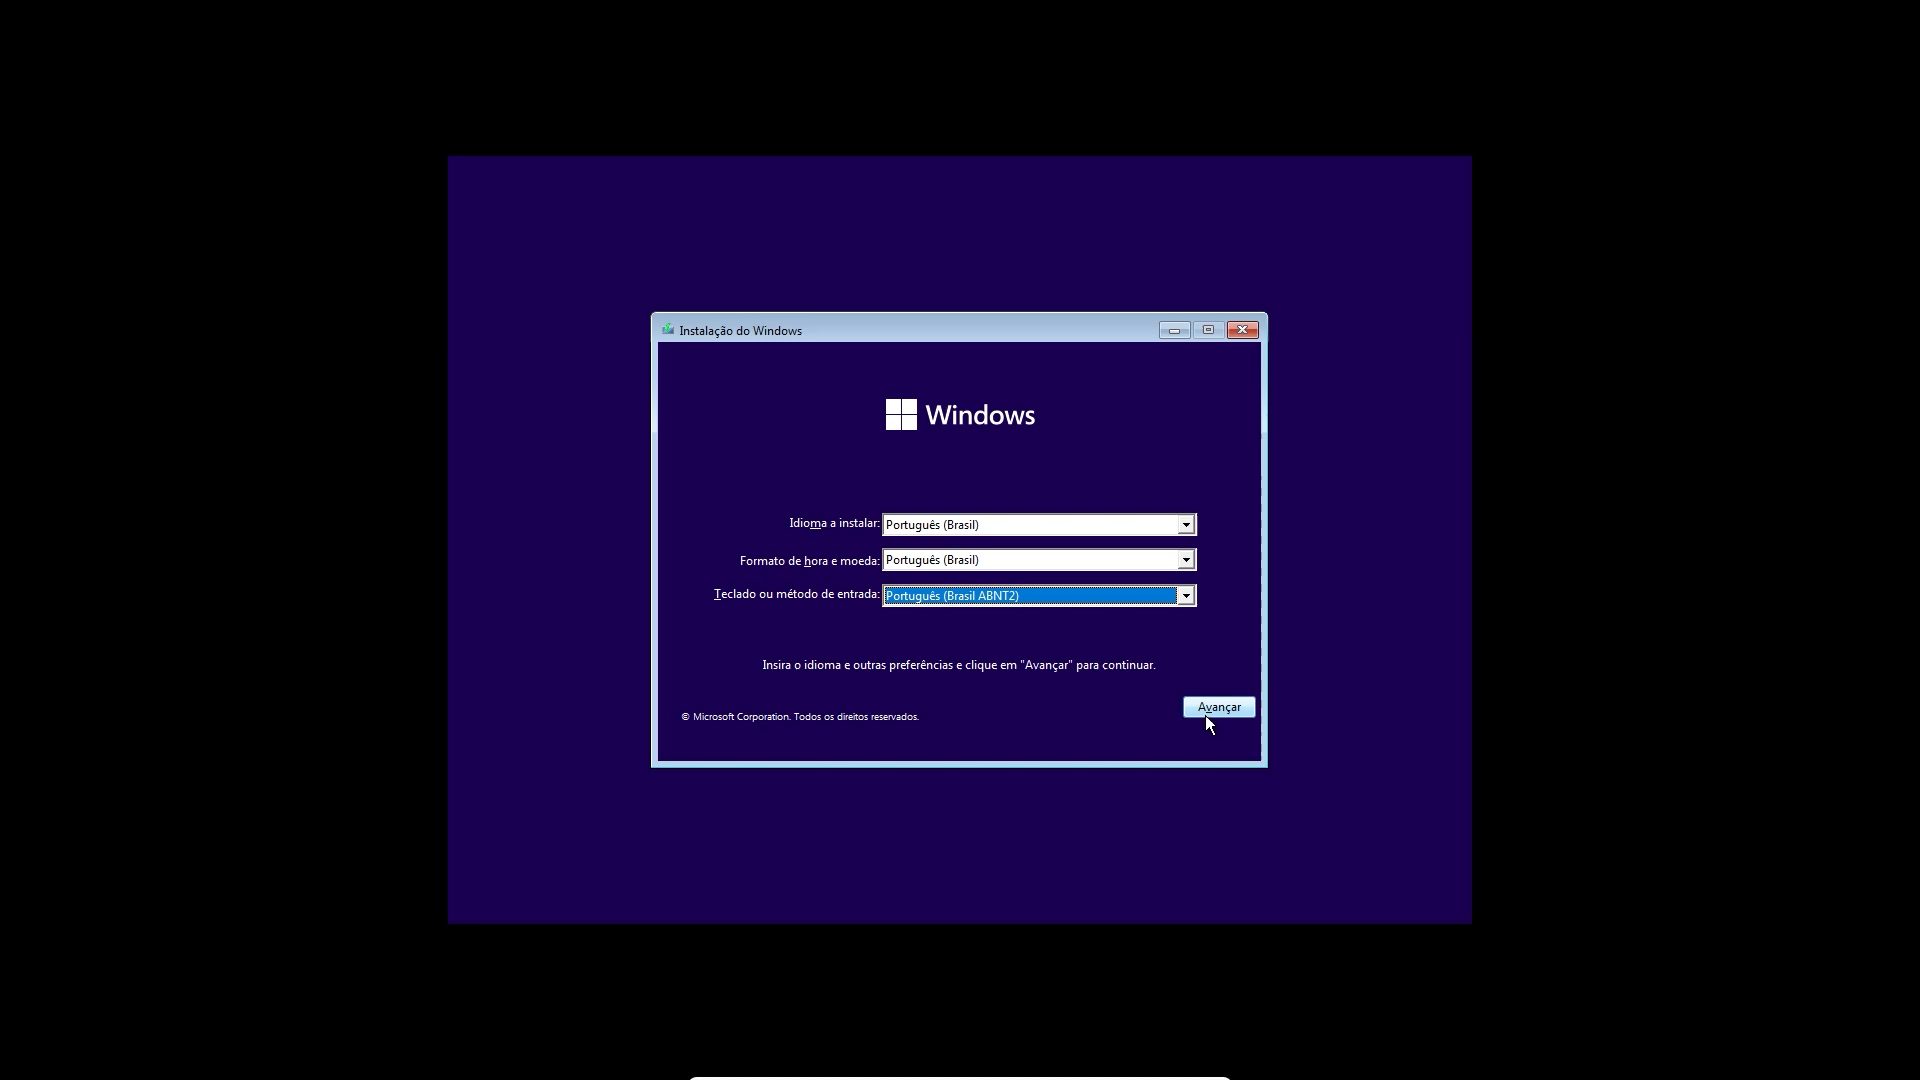 Instalação do Windows
Windows
Idioma a instalar: Português (Brasil)
Formato de hora e moeda: Português (Brasil)
Teclado ou método de entrada: Português (Brasil ABNT2)
Insira o idioma e outras preferências e clique em "Avançar" para continuar.
Avançar
© Microsoft Corporation. Todos os direitos reservados.